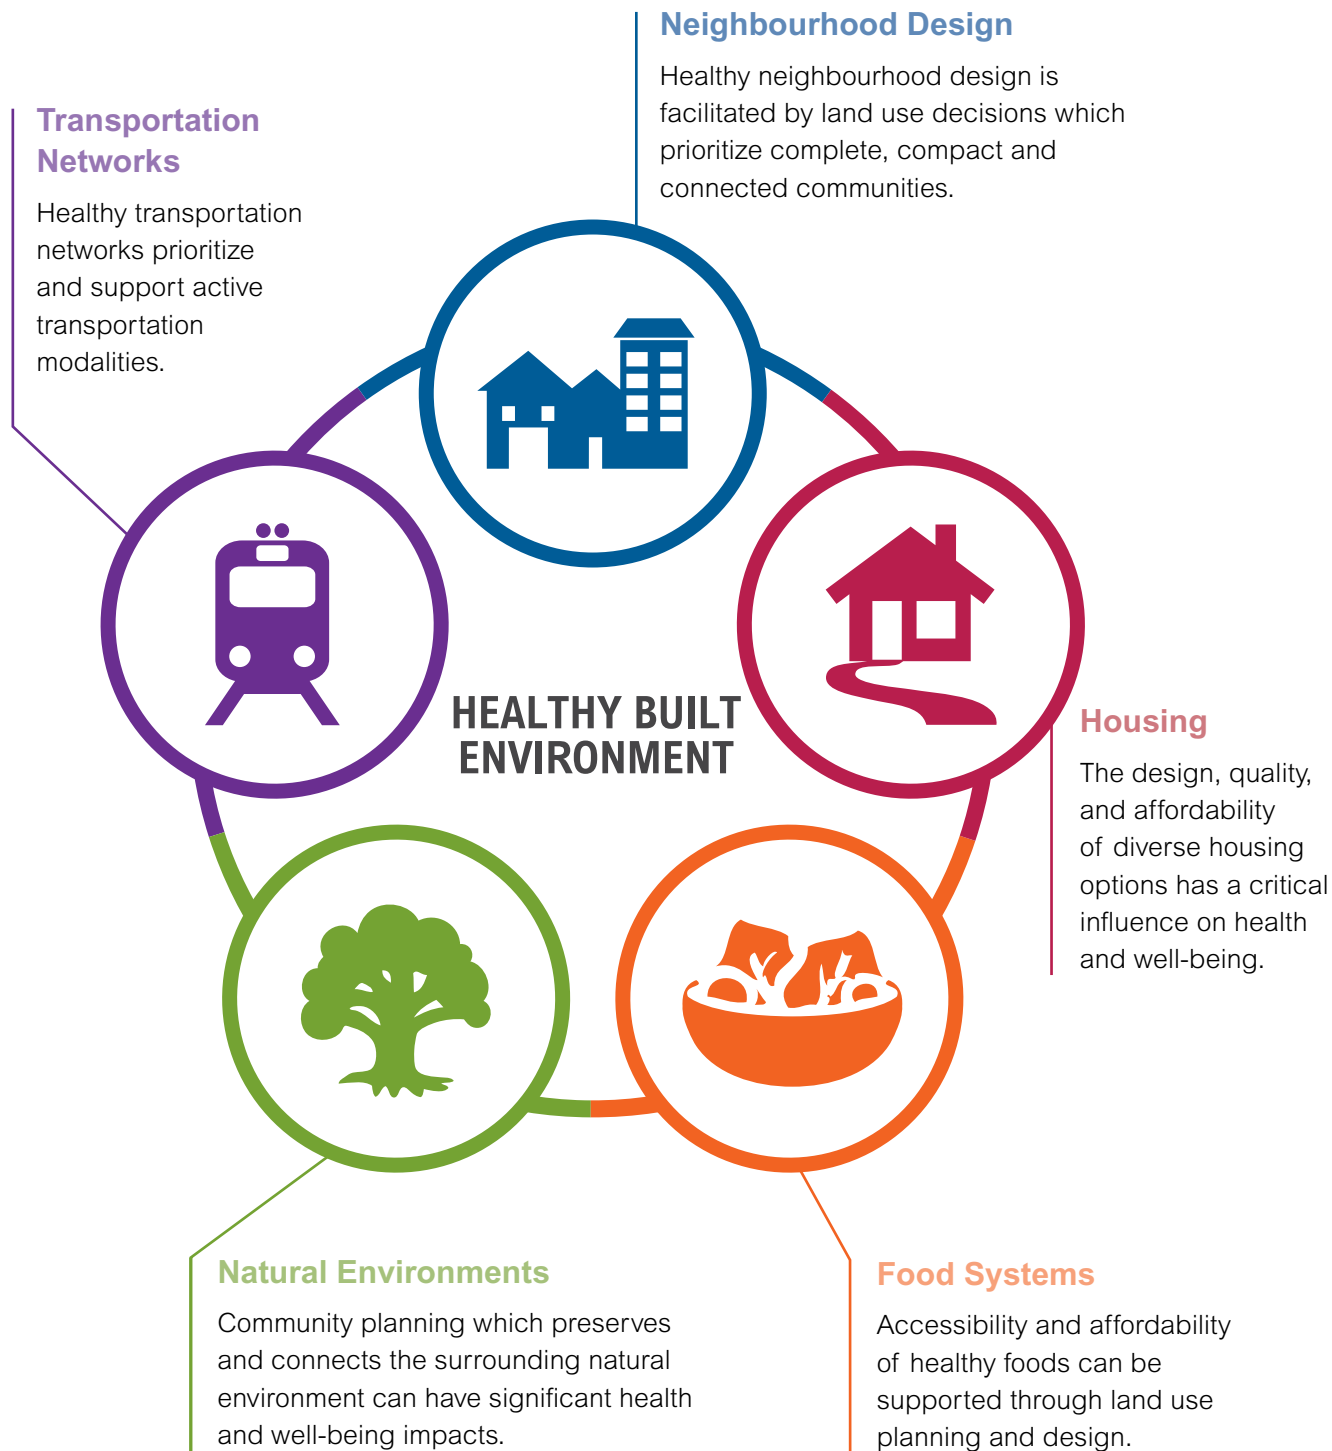 Neighbourhood Design
Healthy neighbourhood design is
facilitated by land use decisions which
prioritize complete, compact and
connected communities.
Transportation
Networks
Healthy transportation
networks prioritize
and support active
transportation
modalities.
HEALTHY BUILT
ENVIRONMENT
Housing
The design, quality,
and affordability
of diverse housing
options has a critical
influence on health
and well-being.
Natural Environments
Community planning which preserves
and connects the surrounding natural
environment can have significant health
and well-being impacts.
Food Systems
Accessibility and affordability
of healthy foods can be
supported through land use
planning and design.